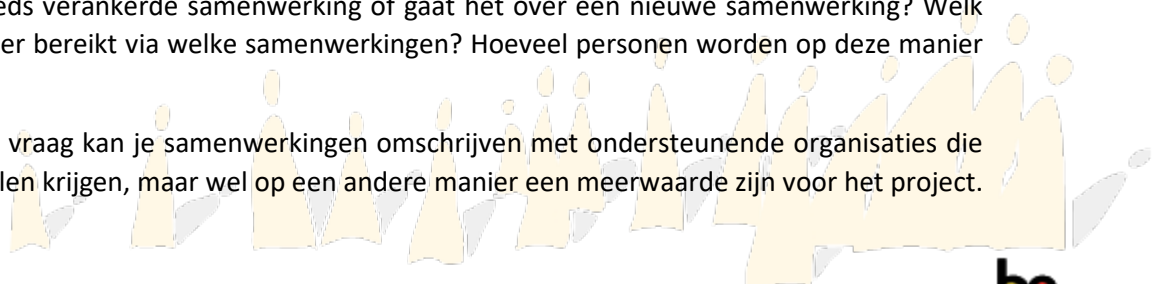 eds verankerde samenwerking of gaat het over een nieuwe samenwerking? Welk
er bereikt via welke samenwerkingen? Hoeveel personen worden op deze manier
vraag kan je samenwerkingen omschrijven met ondersteunende organisaties die
len krijgen, maar wel op een andere manier een meerwaarde zijn voor het project.